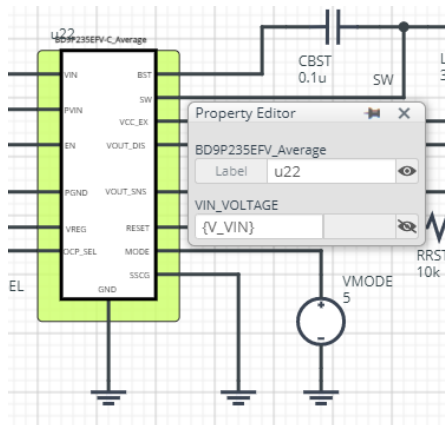 u22
BD9P235EFV-C_Average
VIN
BST
CBST
0.1u
SW
L
3
PVIN
SW
VCC_EX
EN
VOUT_DIS
PGND
VOUT_SNS
VREG
RESET
OCP_SEL
MODE
SSCG
GND
EL
Property Editor
BD9P235EFV_Average
Label
u22
VIN_VOLTAGE
{V_VIN}
RRST
10k
VMODE
5